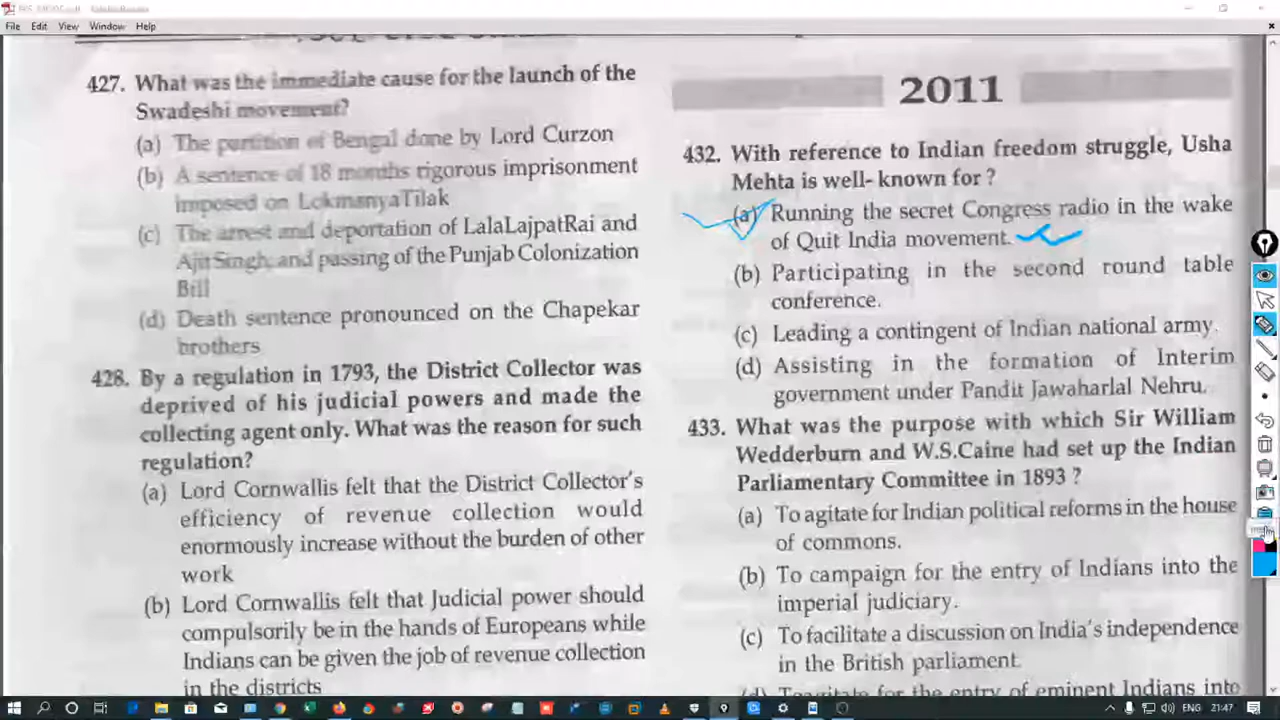 File Edit View Window Help
427. What was the immediate cause for the launch of the
Swadeshi movement?
(a) The partition of Bengal done by Lord Curzon
(b) A sentence of 18 months rigorous imprisonment
imposed on LokmanyaTilak
(c) The arrest and deportation of LalaLajpatRai and
Ajit Singh, and passing of the Punjab Colonization
Bill
(d) Death sentence pronounced on the Chapekar
brothers
428. By a regulation in 1793, the District Collector was
deprived of his judicial powers and made the
collecting agent only. What was the reason for such
regulation?
(a) Lord Cornwallis felt that the District Collector's
efficiency of revenue collection would
enormously increase without the burden of other
work
(b) Lord Cornwallis felt that Judicial power should
compulsorily be in the hands of Europeans while
Indians can be given the job of revenue collection
in the districts
2011
432. With reference to Indian freedom struggle, Usha
Mehta is well- known for ?
(a) Running the secret Congress radio in the wake
of Quit India movement.
(b) Participating in the second round table
conference.
(c) Leading a contingent of Indian national army.
(d) Assisting in the formation of Interim
government under Pandit Jawaharlal Nehru.
433. What was the purpose with which Sir William
Wedderburn and W.S.Caine had set up the Indian
Parliamentary Committee in 1893 ?
(a) To agitate for Indian political reforms in the house
of commons.
(b) To campaign for the entry of Indians into the
imperial judiciary.
(c) To facilitate a discussion on India's independence
in the British parliament.
(d) To agitate for the entry of eminent Indians into
ENG 21:47